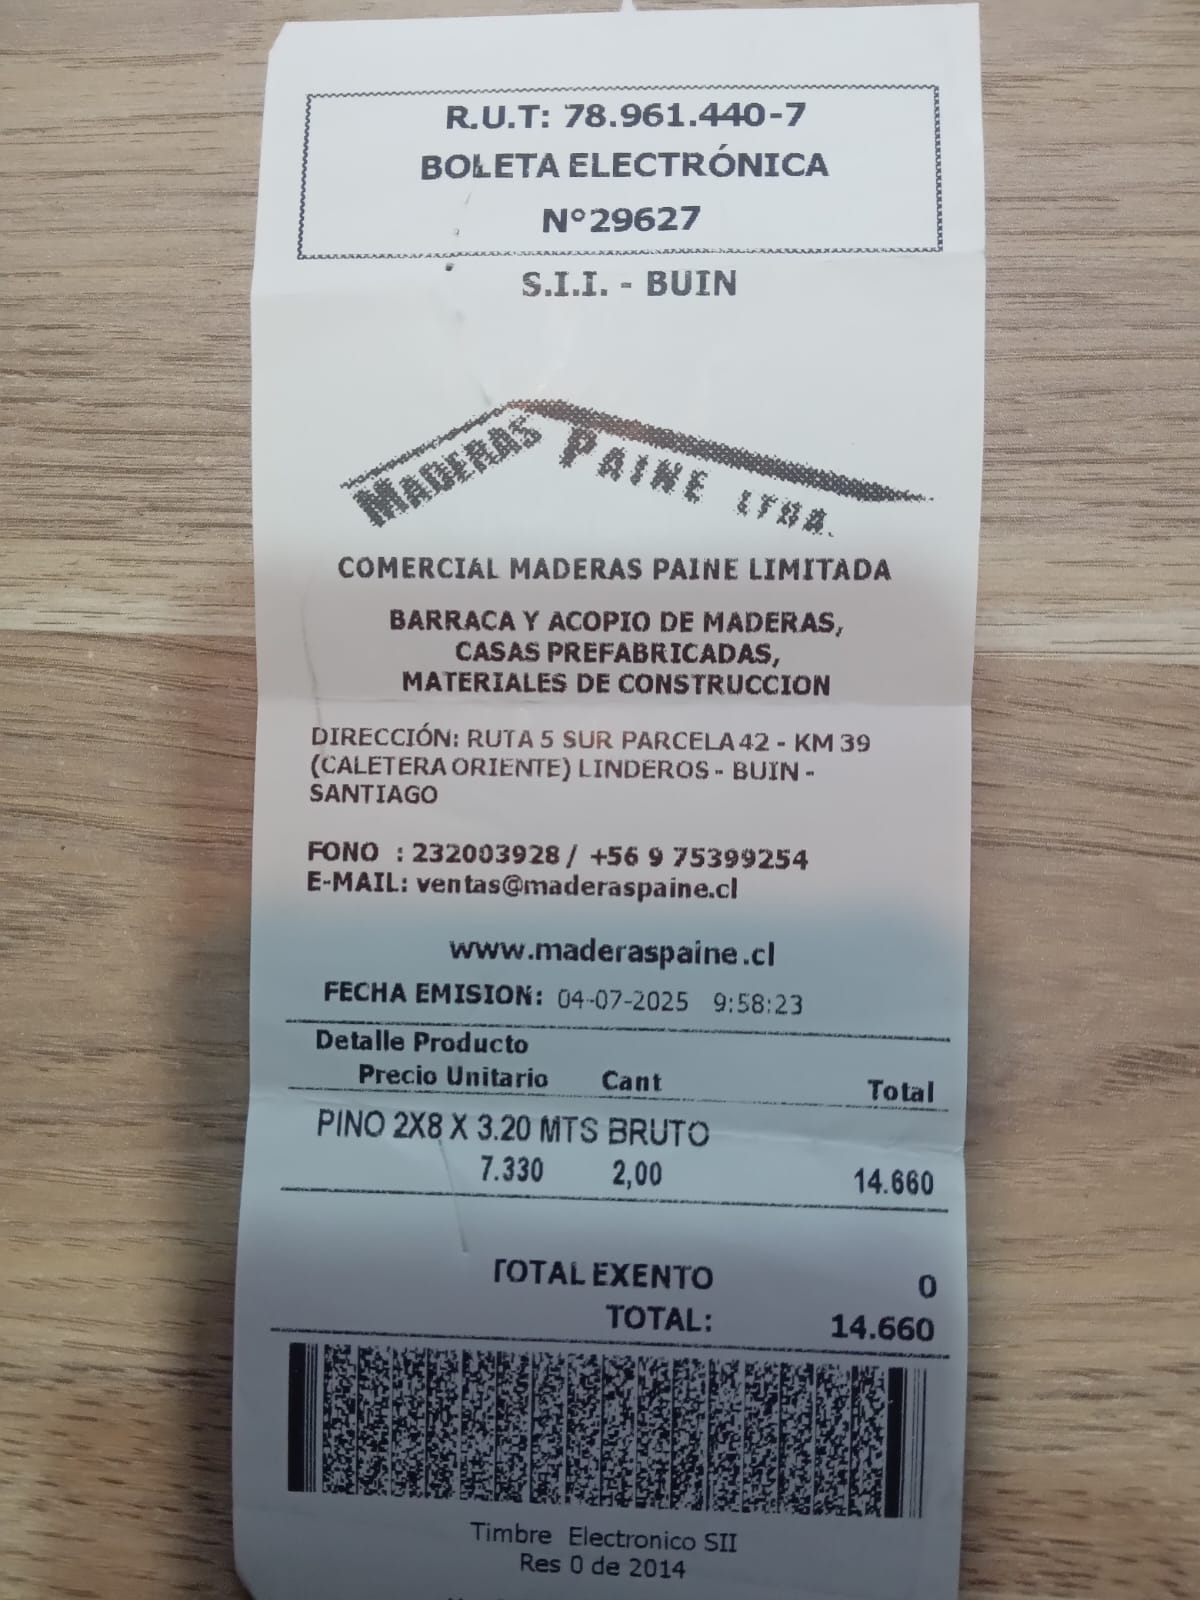 R.U.T: 78.961.440-7
BOLETA ELECTRÓNICA
N°29627
S.I.I. - BUIN
MADERAS PAINE LTDA.
COMERCIAL MADERAS PAINE LIMITADA
BARRACA Y ACOPIO DE MADERAS,
CASAS PREFABRICADAS,
MATERIALES DE CONSTRUCCION
DIRECCIÓN: RUTA 5 SUR PARCELA 42 - KM 39
(CALETERA ORIENTE) LINDEROS - BUIN -
SANTIAGO
FONO : 232003928 / +56 9 75399254
E-MAIL: ventas@maderaspaine.cl
www.maderaspaine.cl
FECHA EMISION: 04-07-2025 9:58:23
Detalle Producto
Precio Unitario Cant Total
PINO 2X8 X 3.20 MTS BRUTO
7.330 2,00 14.660
TOTAL EXENTO 0
TOTAL: 14.660
Timbre Electronico SII
Res 0 de 2014